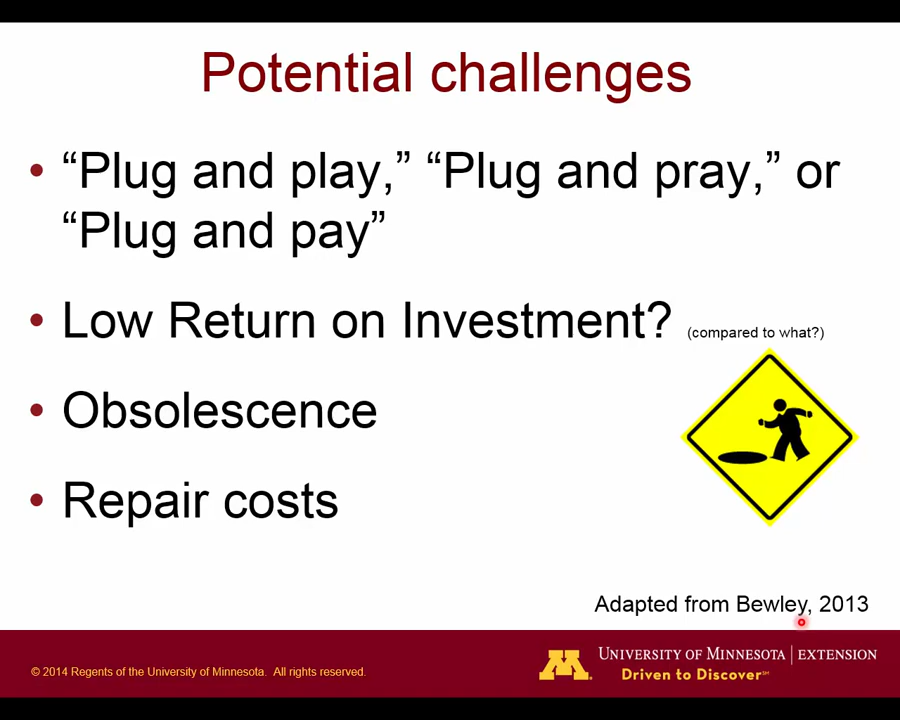 Potential challenges
• “Plug and play,” “Plug and pray,” or
“Plug and pay”
• Low Return on Investment? (compared to what?)
• Obsolescence
• Repair costs
Adapted from Bewley, 2013
© 2014 Regents of the University of Minnesota. All rights reserved.
M
UNIVERSITY OF MINNESOTA | EXTENSION
Driven to Discover℠